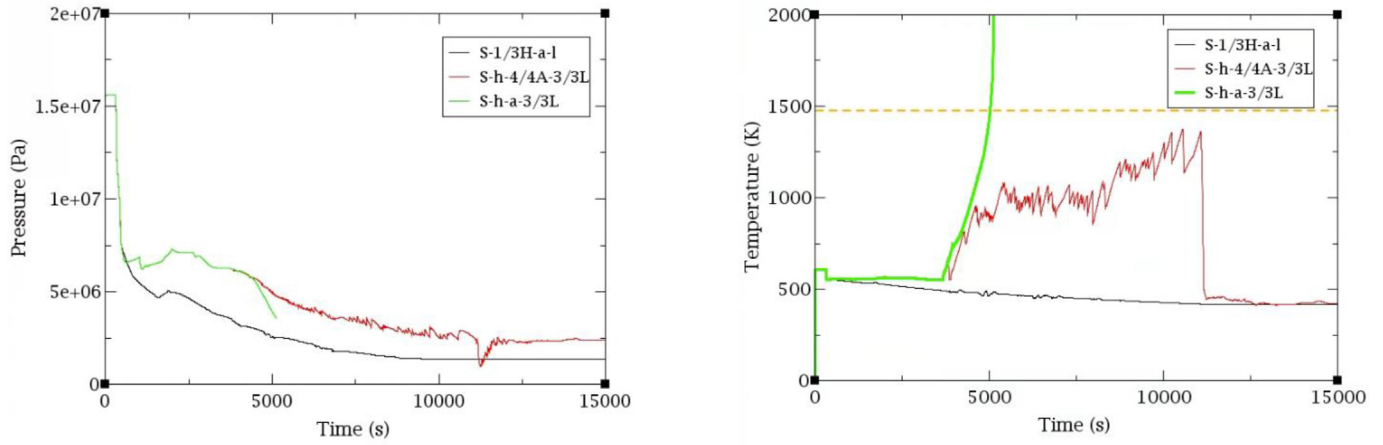 2e+07
1.5e+07
1e+07
5e+06
0
Pressure (Pa)
S-1/3H-a-l
S-h-4/4A-3/3L
S-h-a-3/3L
0
5000
10000
15000
Time (s)
2000
1500
1000
500
0
Temperature (K)
S-1/3H-a-l
S-h-4/4A-3/3L
S-h-a-3/3L
0
5000
10000
15000
Time (s)